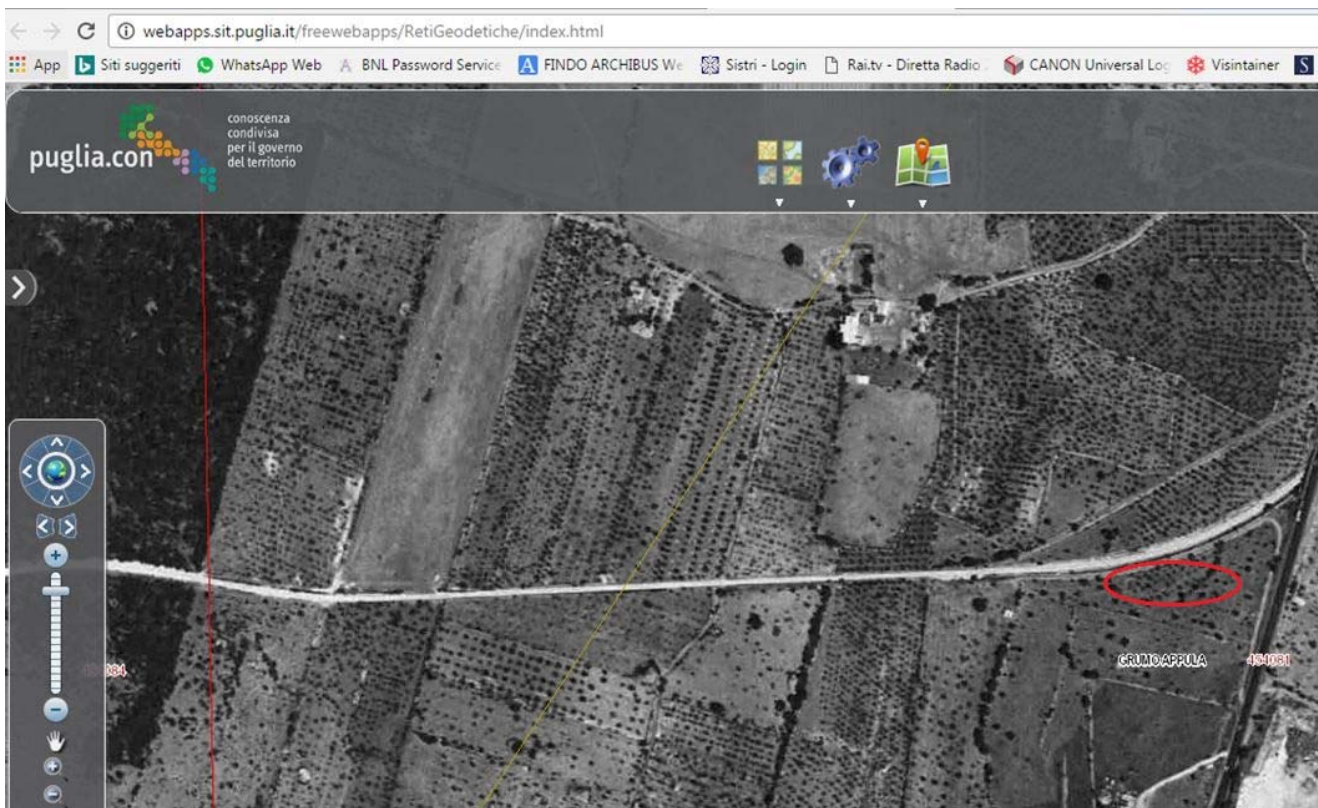 webapps.sit.puglia.it/freewebapps/RetiGeodetiche/index.html
App Siti suggeriti WhatsApp Web BNL Password Service FINDO ARCHIBUS We Sistri - Login Rai.tv - Diretta Radio CANON Universal Log Visintainer S
puglia.con
conoscenza
condivisa
per il governo
del territorio
GRUMO APPULA
454081